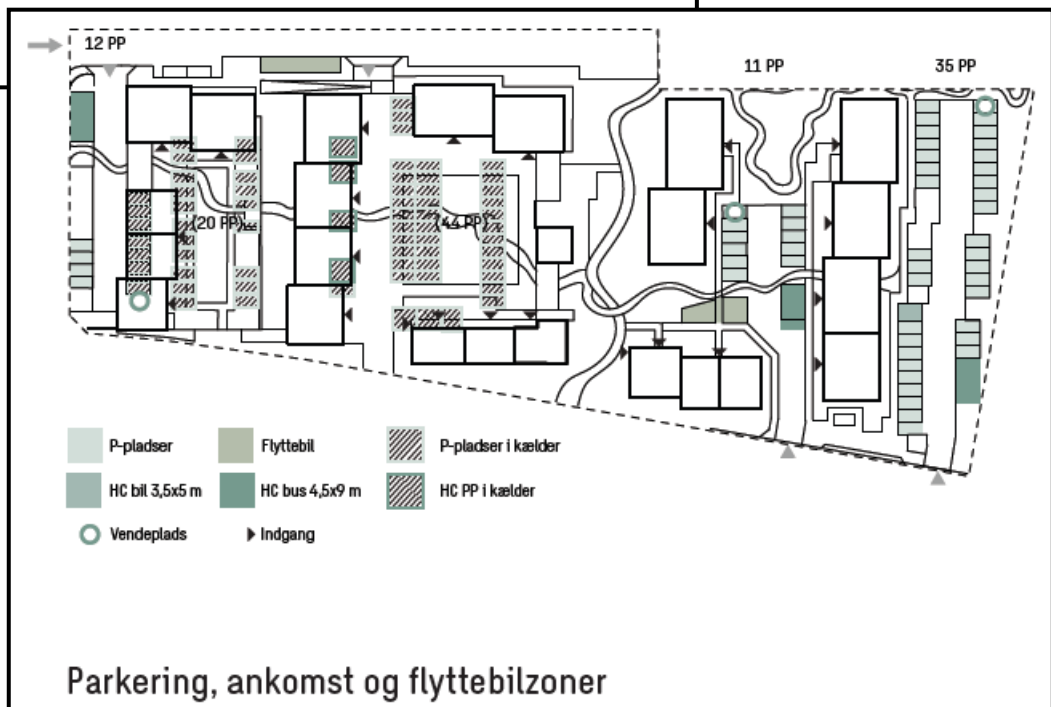 12 PP
11 PP
35 PP
(20 PP)
(44 PP)
P-pladser
Flyttebil
P-pladser i kælder
HC bil 3,5x5 m
HC bus 4,5x9 m
HC PP i kælder
Vendeplads
Indgang
Parkering, ankomst og flyttebilzoner